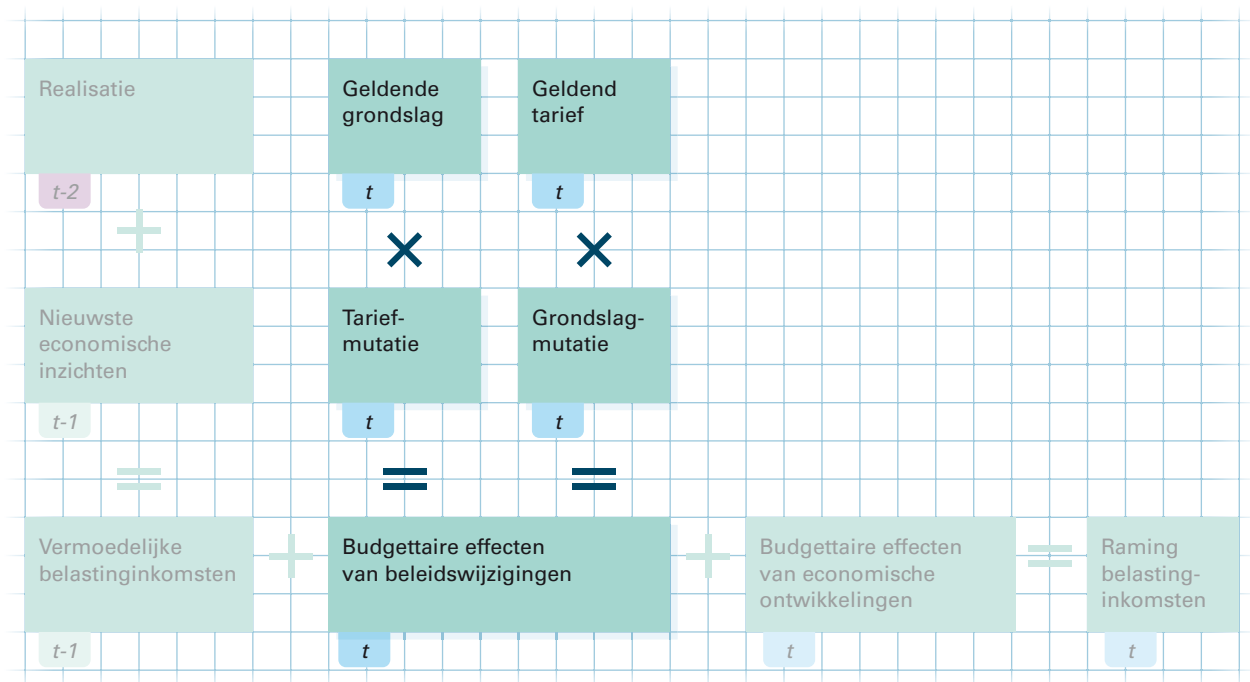 Realisatie
t-2
+
Nieuwste
economische
inzichten
t-1
=
Vermoedelijke
belastinginkomsten
t-1
+
Geldende
grondslag
t
×
Tarief-
mutatie
t
=
Geldend
tarief
t
×
Grondslag-
mutatie
t
=
Budgettaire effecten
van beleidswijzigingen
t
+
Budgettaire effecten
van economische
ontwikkelingen
t
=
Raming
belasting-
inkomsten
t